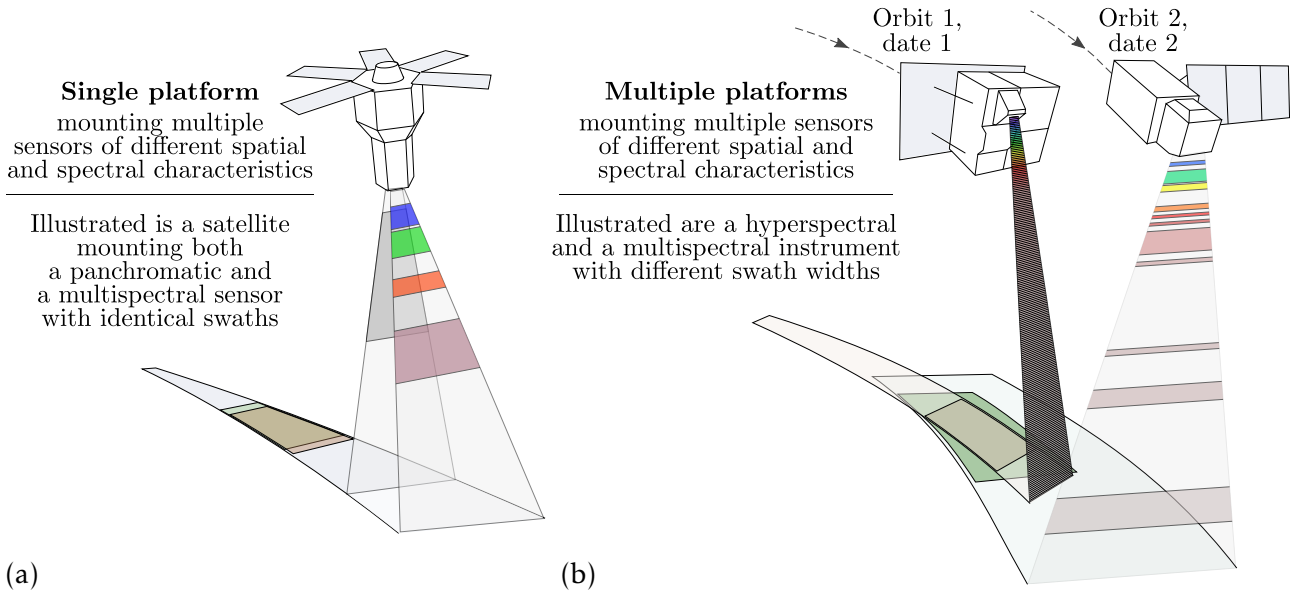 Single platform
mounting multiple
sensors of different spatial
and spectral characteristics
Illustrated is a satellite
mounting both
a panchromatic and
a multispectral sensor
with identical swaths
(a)
Orbit 1,
date 1
Orbit 2,
date 2
Multiple platforms
mounting multiple sensors
of different spatial and
spectral characteristics
Illustrated are a hyperspectral
and a multispectral instrument
with different swath widths
(b)